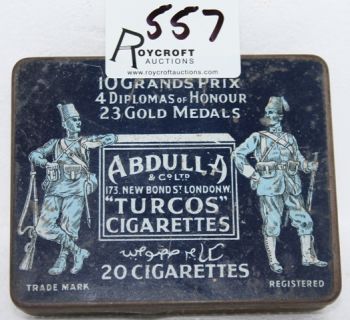 557
ROYCROFT
AUCTIONS
www.roycroftauctions.com
10 GRANDS PRIX
4 DIPLOMAS OF HONOUR
23 GOLD MEDALS
ABDULLA
& CO LTD
173. NEW BOND ST LONDON.W.
"TURCOS"
CIGARETTES
20 CIGARETTES
TRADE MARK
REGISTERED